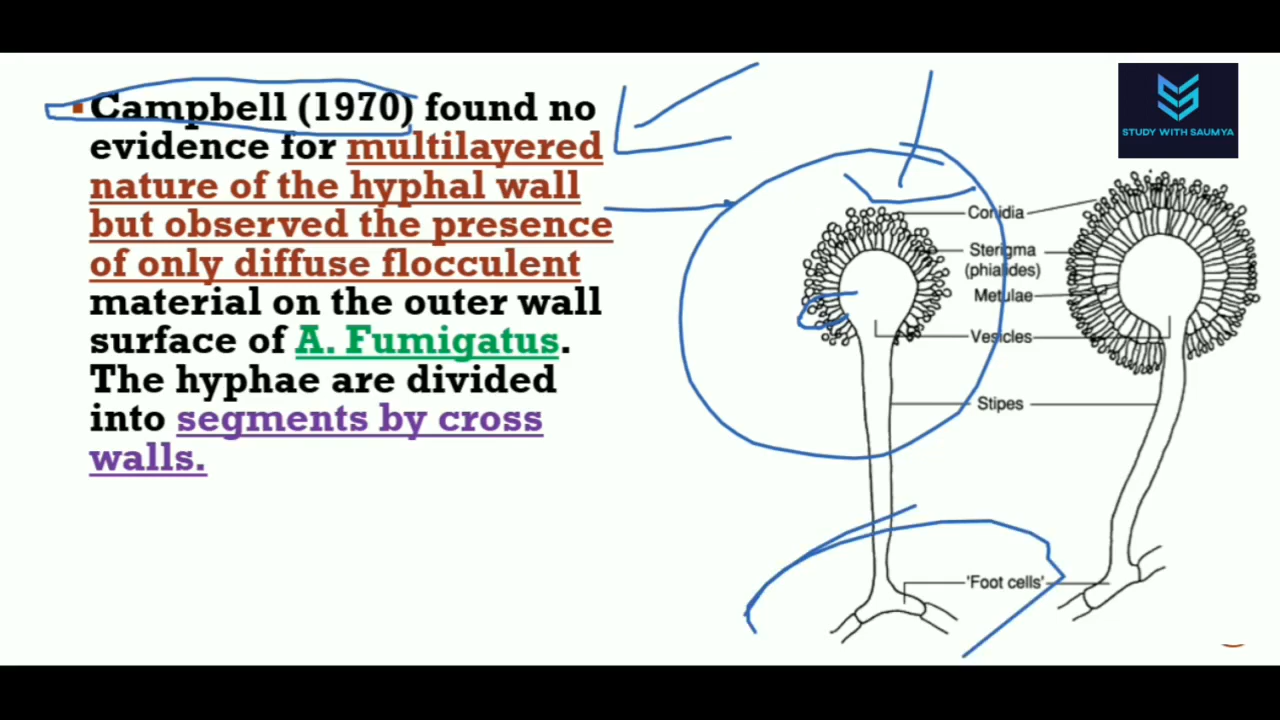 Campbell (1970) found no
evidence for multilayered
nature of the hyphal wall
but observed the presence
of only diffuse flocculent
material on the outer wall
surface of A. Fumigatus.
The hyphae are divided
into segments by cross
walls.
STUDY WITH SAUMYA
Conidia
Sterigma
(phialides)
Metulae
Vesicles
Stipes
'Foot cells'